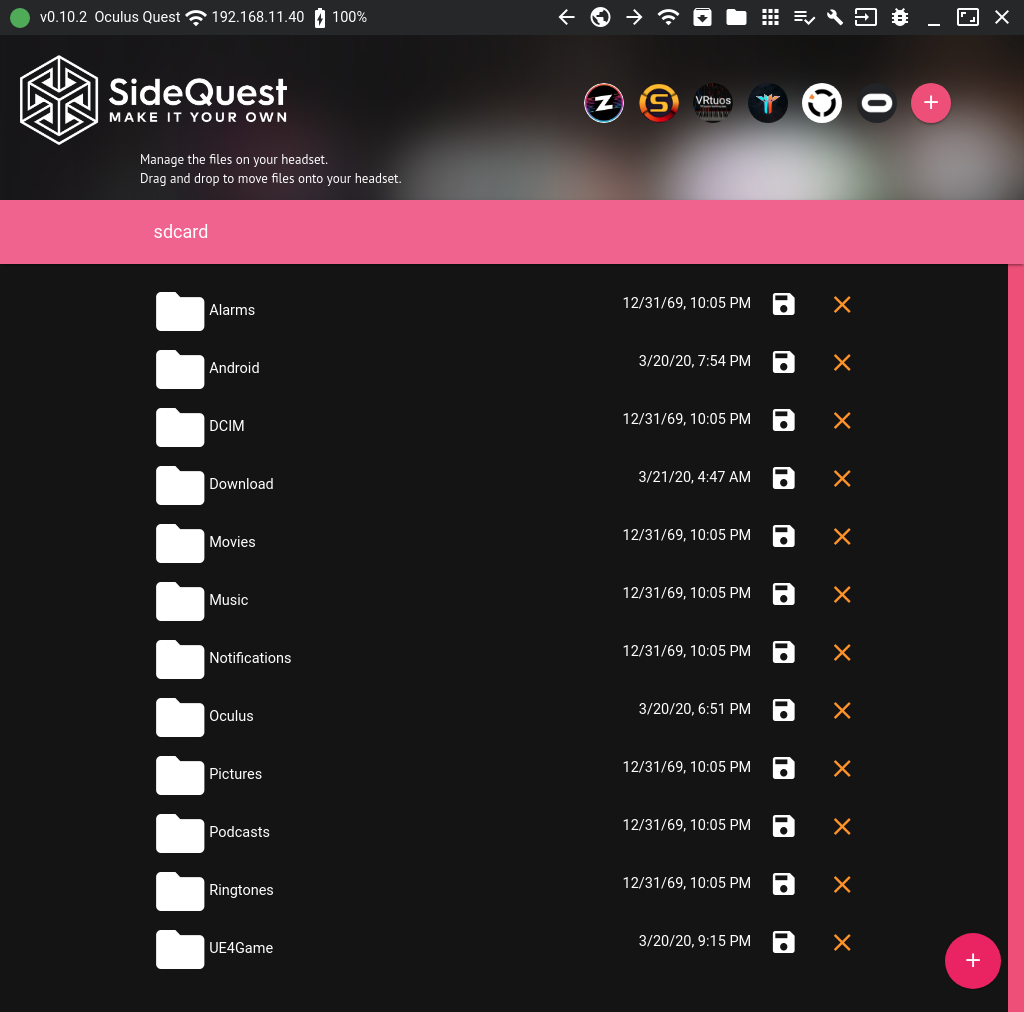 v0.10.2 Oculus Quest 192.168.11.40 100%
SideQuest
MAKE IT YOUR OWN
VRtuos
Manage the files on your headset.
Drag and drop to move files onto your headset.
sdcard
Alarms 12/31/69, 10:05 PM
Android 3/20/20, 7:54 PM
DCIM 12/31/69, 10:05 PM
Download 3/21/20, 4:47 AM
Movies 12/31/69, 10:05 PM
Music 12/31/69, 10:05 PM
Notifications 12/31/69, 10:05 PM
Oculus 3/20/20, 6:51 PM
Pictures 12/31/69, 10:05 PM
Podcasts 12/31/69, 10:05 PM
Ringtones 12/31/69, 10:05 PM
UE4Game 3/20/20, 9:15 PM